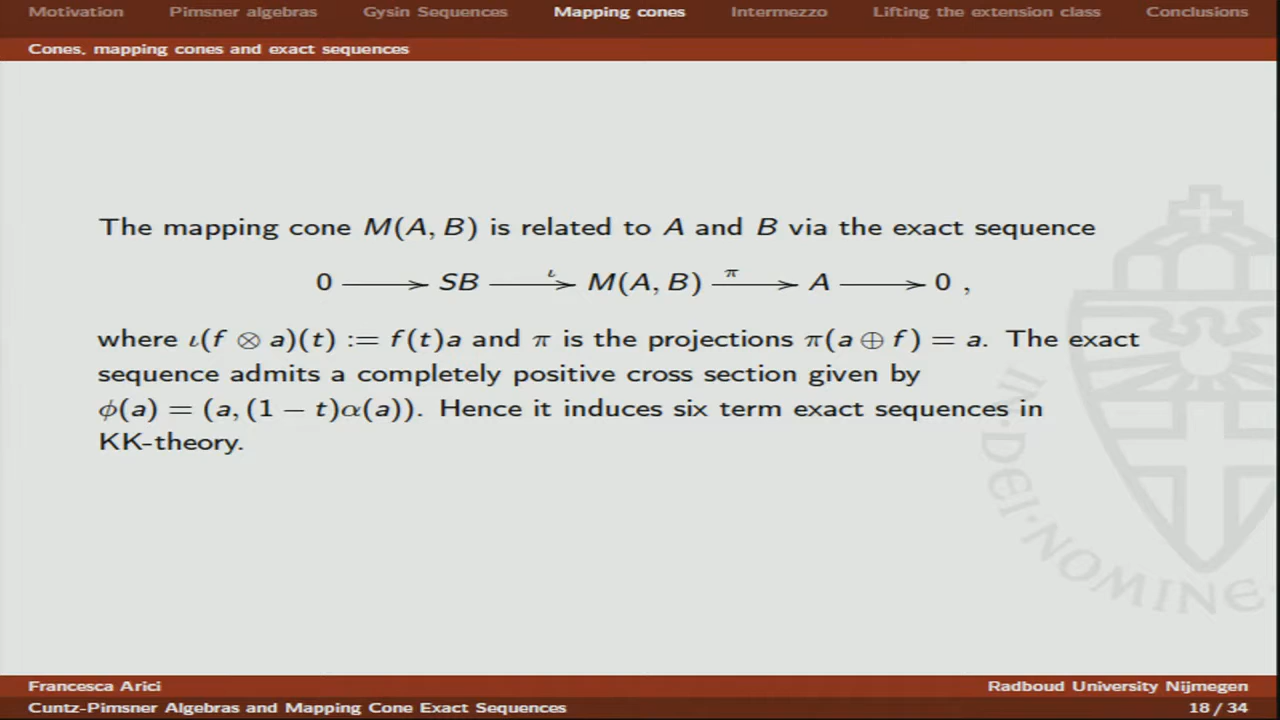 Motivation Pimsner algebras Gysin Sequences Mapping cones Intermezzo Lifting the extension class Conclusions
Cones, mapping cones and exact sequences
The mapping cone M(A, B) is related to A and B via the exact sequence
0 ⟶ SB ⟶^ι M(A, B) ⟶^π A ⟶ 0 ,
where ι(f ⊗ a)(t) := f(t)a and π is the projections π(a ⊕ f) = a. The exact
sequence admits a completely positive cross section given by
ϕ(a) = (a, (1 − t)α(a)). Hence it induces six term exact sequences in
KK-theory.
IN·DEI·NOMINE·
Francesca Arici Radboud University Nijmegen
Cuntz-Pimsner Algebras and Mapping Cone Exact Sequences 18 / 34